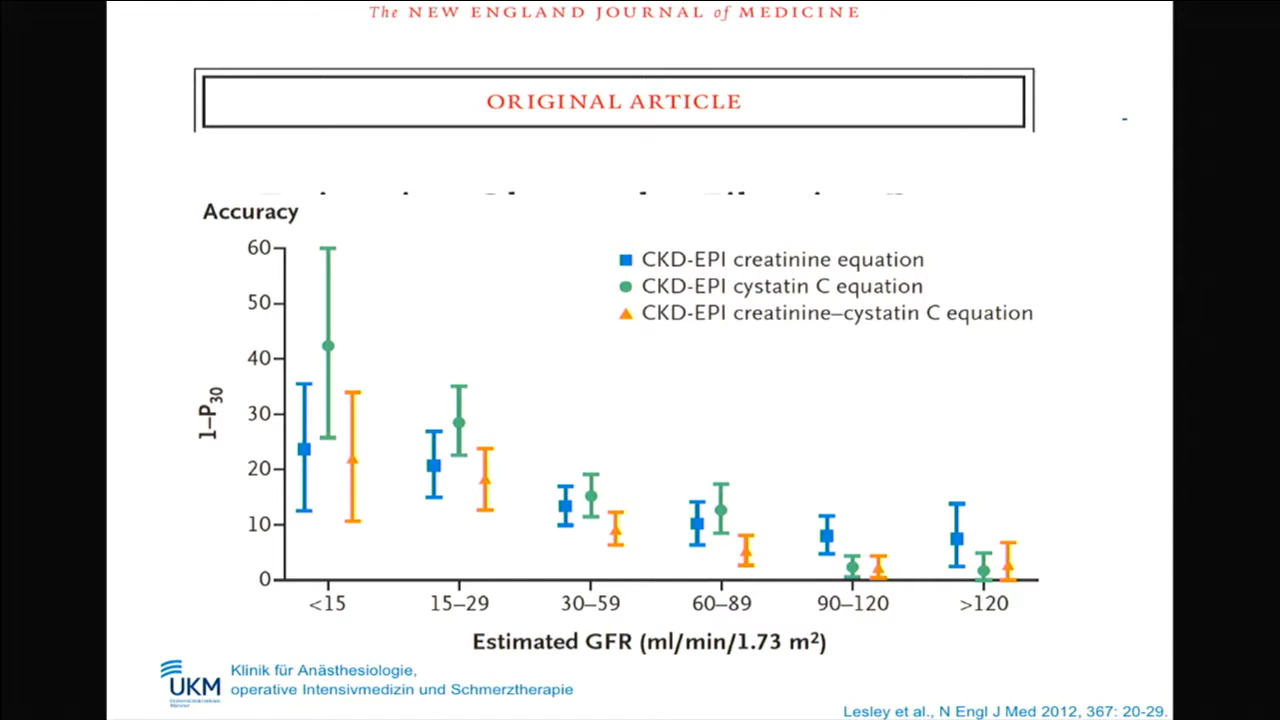 The NEW ENGLAND JOURNAL of MEDICINE
ORIGINAL ARTICLE
Accuracy
60
50
40
30
20
10
0
1–P30
CKD-EPI creatinine equation
CKD-EPI cystatin C equation
CKD-EPI creatinine–cystatin C equation
<15 15–29 30–59 60–89 90–120 >120
Estimated GFR (ml/min/1.73 m²)
UKM
Klinik für Anästhesiologie,
operative Intensivmedizin und Schmerztherapie
Lesley et al., N Engl J Med 2012, 367: 20-29.